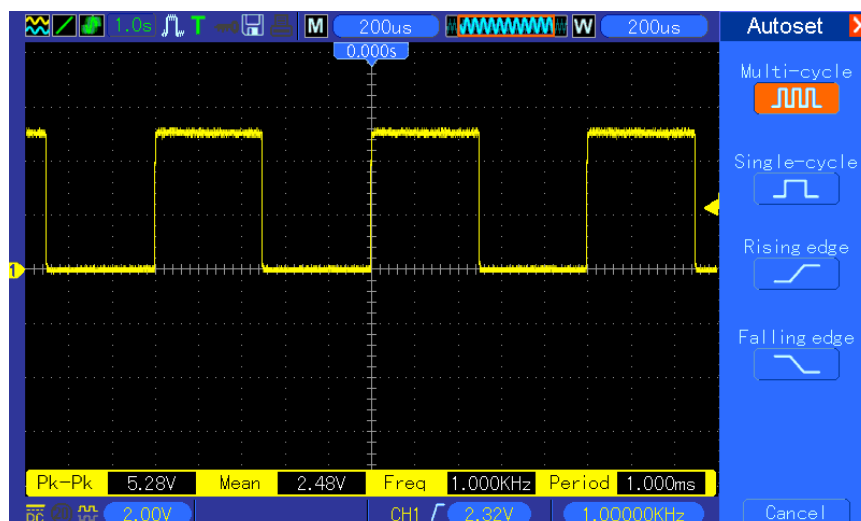 1.0s T M 200us W 200us Autoset X
0.000s
Multi-cycle
Single-cycle
1
Rising edge
Falling edge
Pk-Pk 5.28V Mean 2.48V Freq 1.000KHz Period 1.000ms
DC 2.00V CH1 2.32V 1.00000KHz Cancel